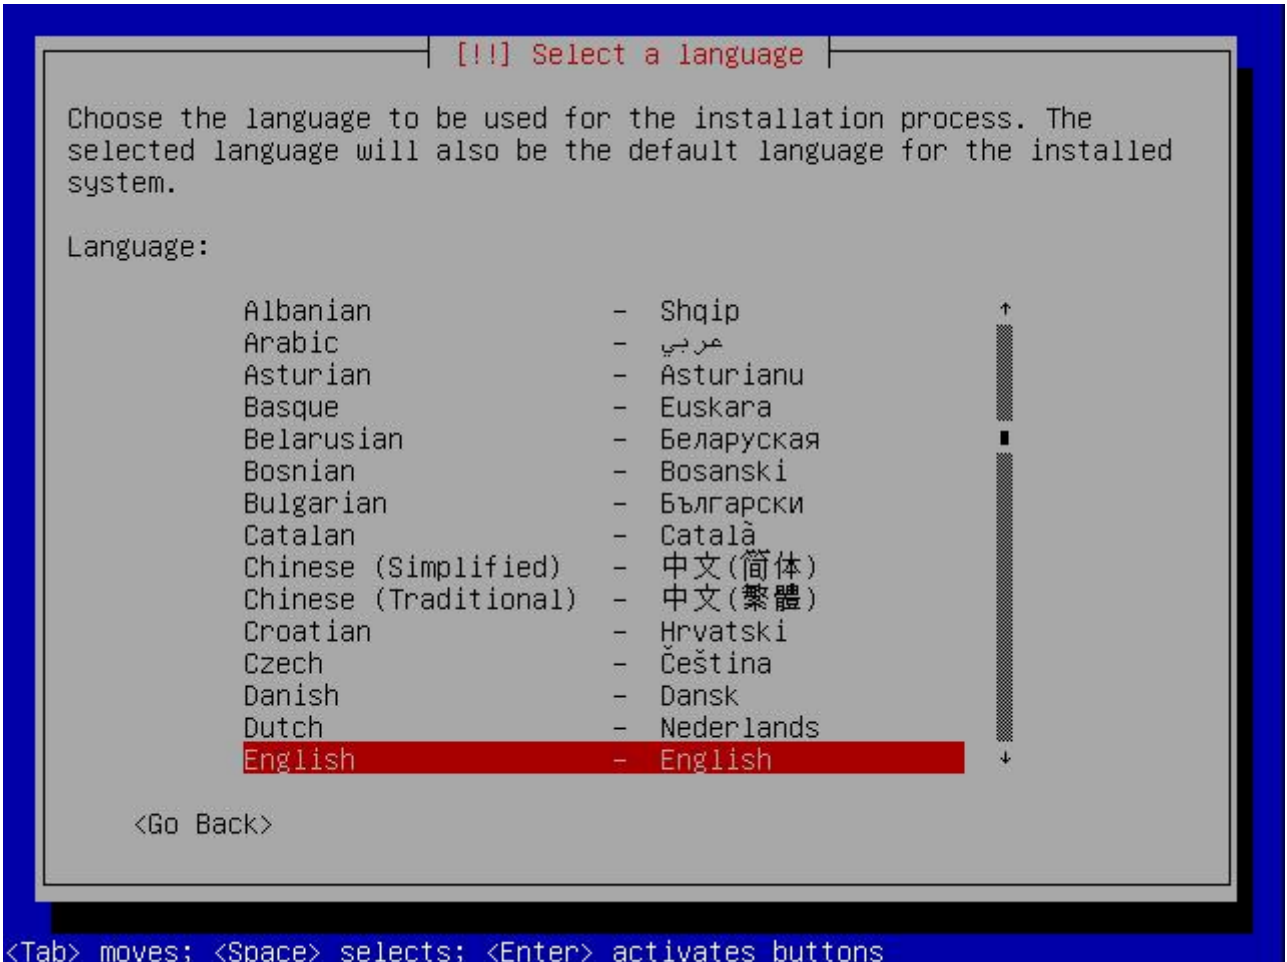 [!!] Select a language
Choose the language to be used for the installation process. The
selected language will also be the default language for the installed
system.
Language:
Albanian - Shqip
Arabic - عربي
Asturian - Asturianu
Basque - Euskara
Belarusian - Беларуская
Bosnian - Bosanski
Bulgarian - Български
Catalan - Català
Chinese (Simplified) - 中文(简体)
Chinese (Traditional) - 中文(繁體)
Croatian - Hrvatski
Czech - Čeština
Danish - Dansk
Dutch - Nederlands
English - English
<Go Back>
<Tab> moves; <Space> selects; <Enter> activates buttons